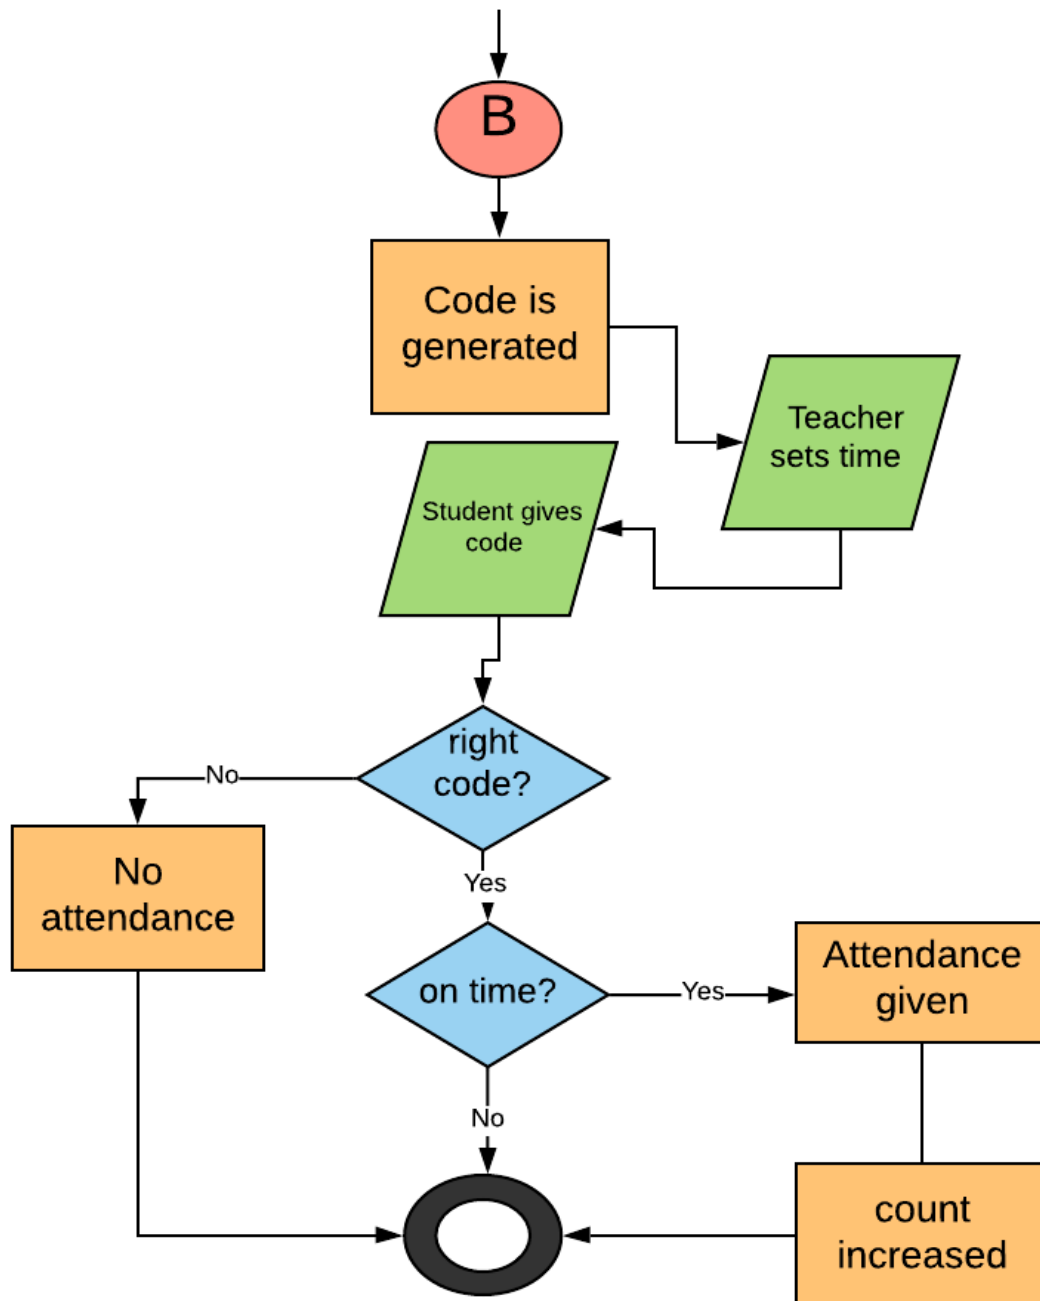 B
Code is
generated
Teacher
sets time
Student gives
code
right
code?
No
No
attendance
Yes
on time?
Yes
Attendance
given
No
count
increased